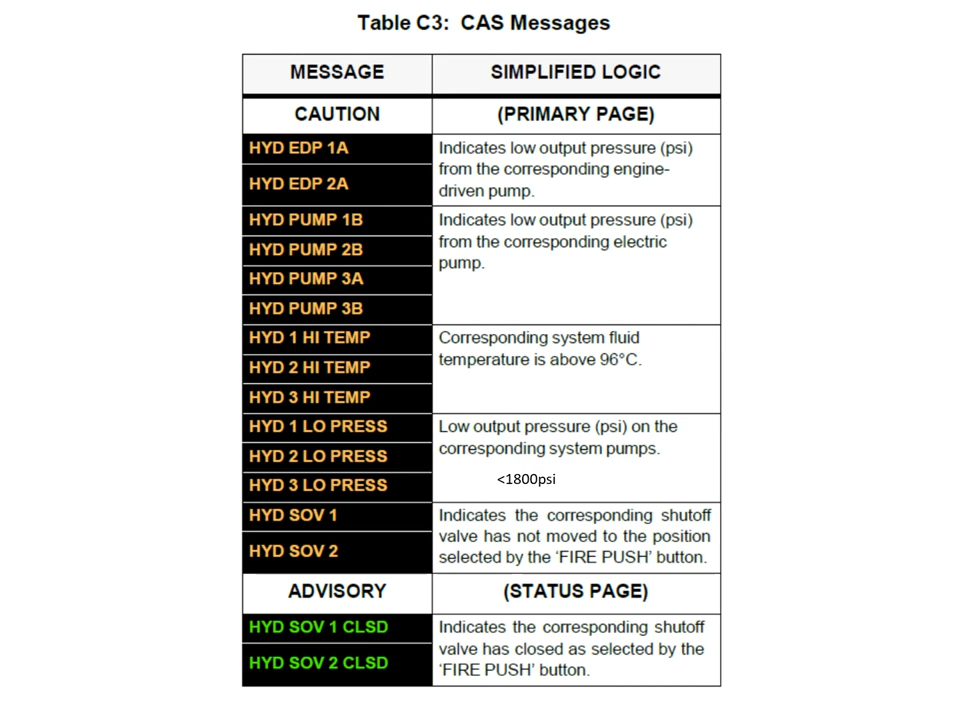 Table C3: CAS Messages
MESSAGE
SIMPLIFIED LOGIC
CAUTION
(PRIMARY PAGE)
HYD EDP 1A
HYD EDP 2A
Indicates low output pressure (psi)
from the corresponding engine-
driven pump.
HYD PUMP 1B
HYD PUMP 2B
HYD PUMP 3A
HYD PUMP 3B
Indicates low output pressure (psi)
from the corresponding electric
pump.
HYD 1 HI TEMP
HYD 2 HI TEMP
HYD 3 HI TEMP
Corresponding system fluid
temperature is above 96°C.
HYD 1 LO PRESS
HYD 2 LO PRESS
HYD 3 LO PRESS
Low output pressure (psi) on the
corresponding system pumps.
<1800psi
HYD SOV 1
HYD SOV 2
Indicates the corresponding shutoff
valve has not moved to the position
selected by the ‘FIRE PUSH’ button.
ADVISORY
(STATUS PAGE)
HYD SOV 1 CLSD
HYD SOV 2 CLSD
Indicates the corresponding shutoff
valve has closed as selected by the
‘FIRE PUSH’ button.